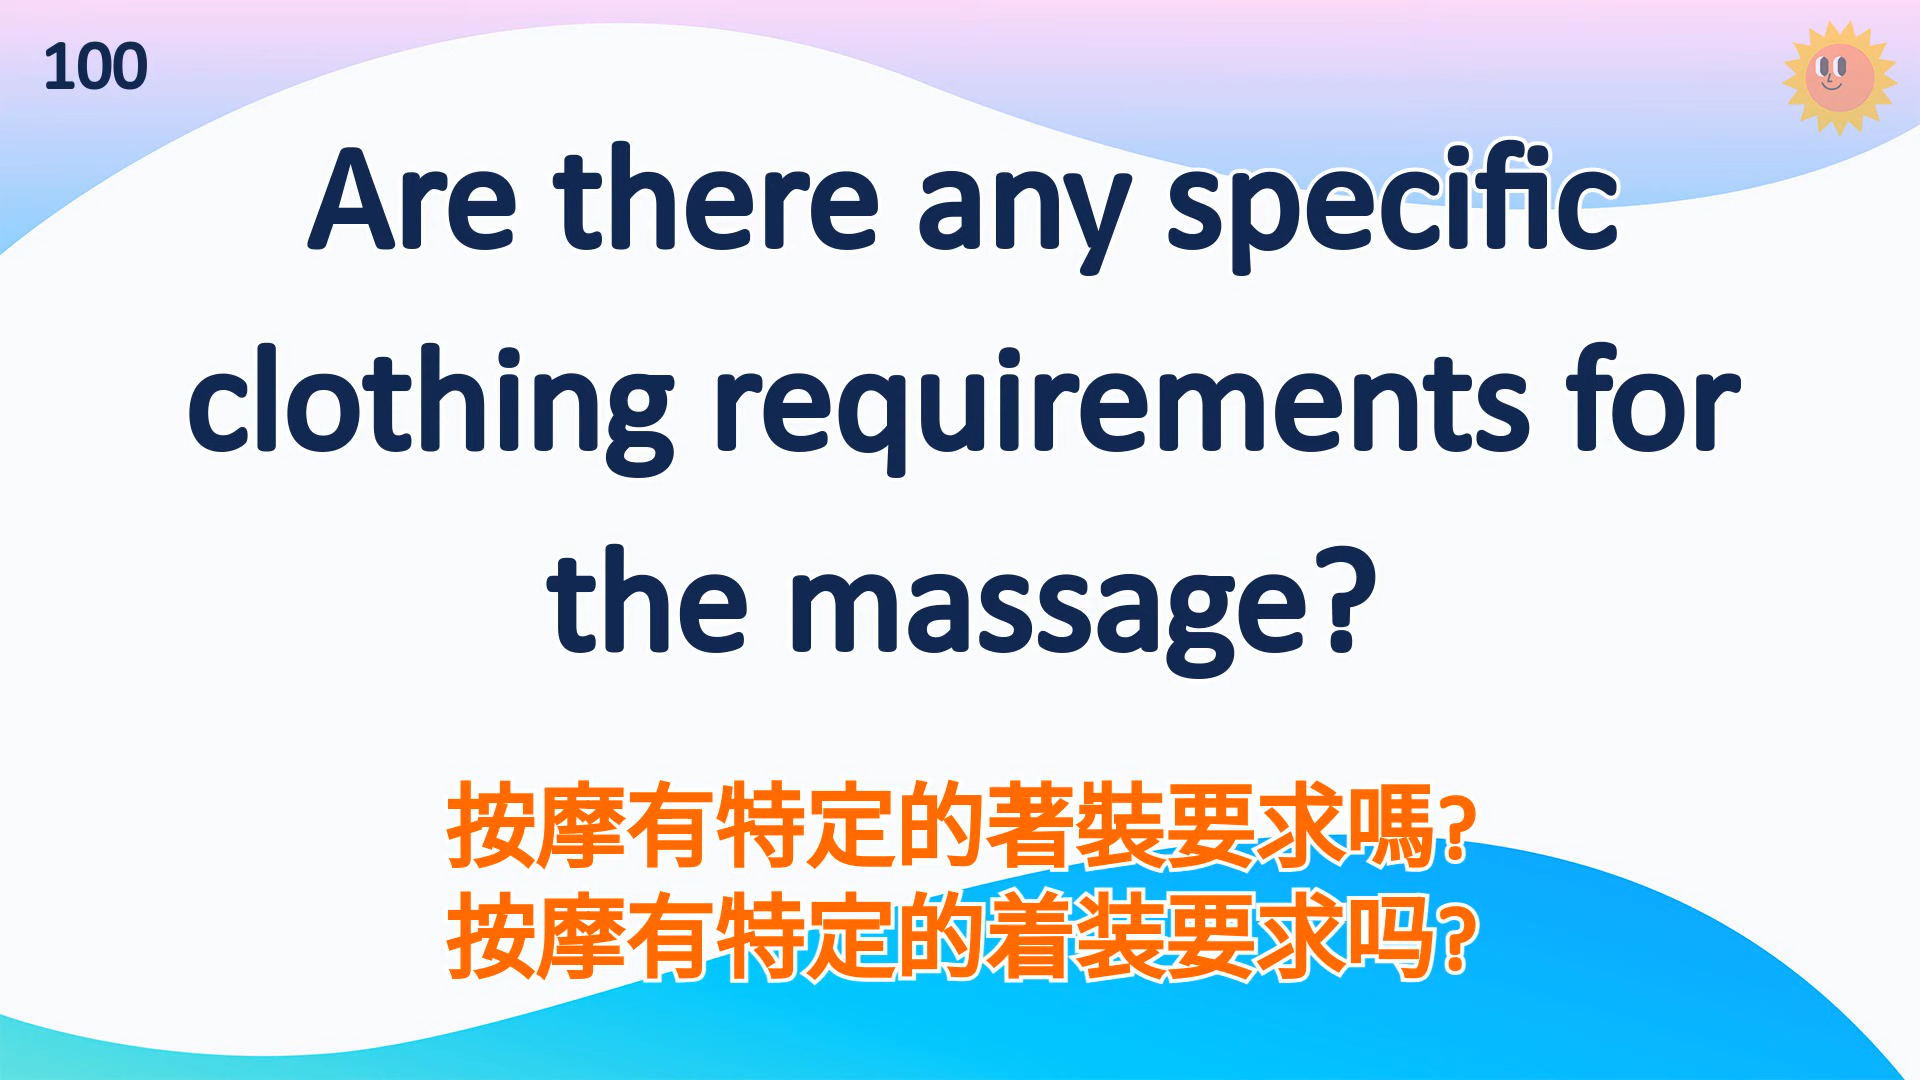 100
Are there any specific
clothing requirements for
the massage?
按摩有特定的著裝要求嗎?
按摩有特定的着装要求吗?